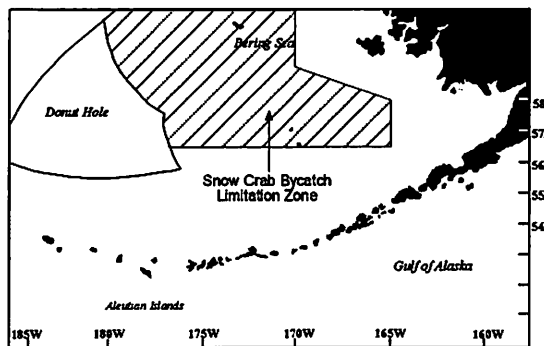 Bering Sea
Donut Hole
58
57
56
Snow Crab Bycatch
Limitation Zone
55
54
Gulf of Alaska
Aleutian Islands
185W 180W 175W 170W 165W 160W